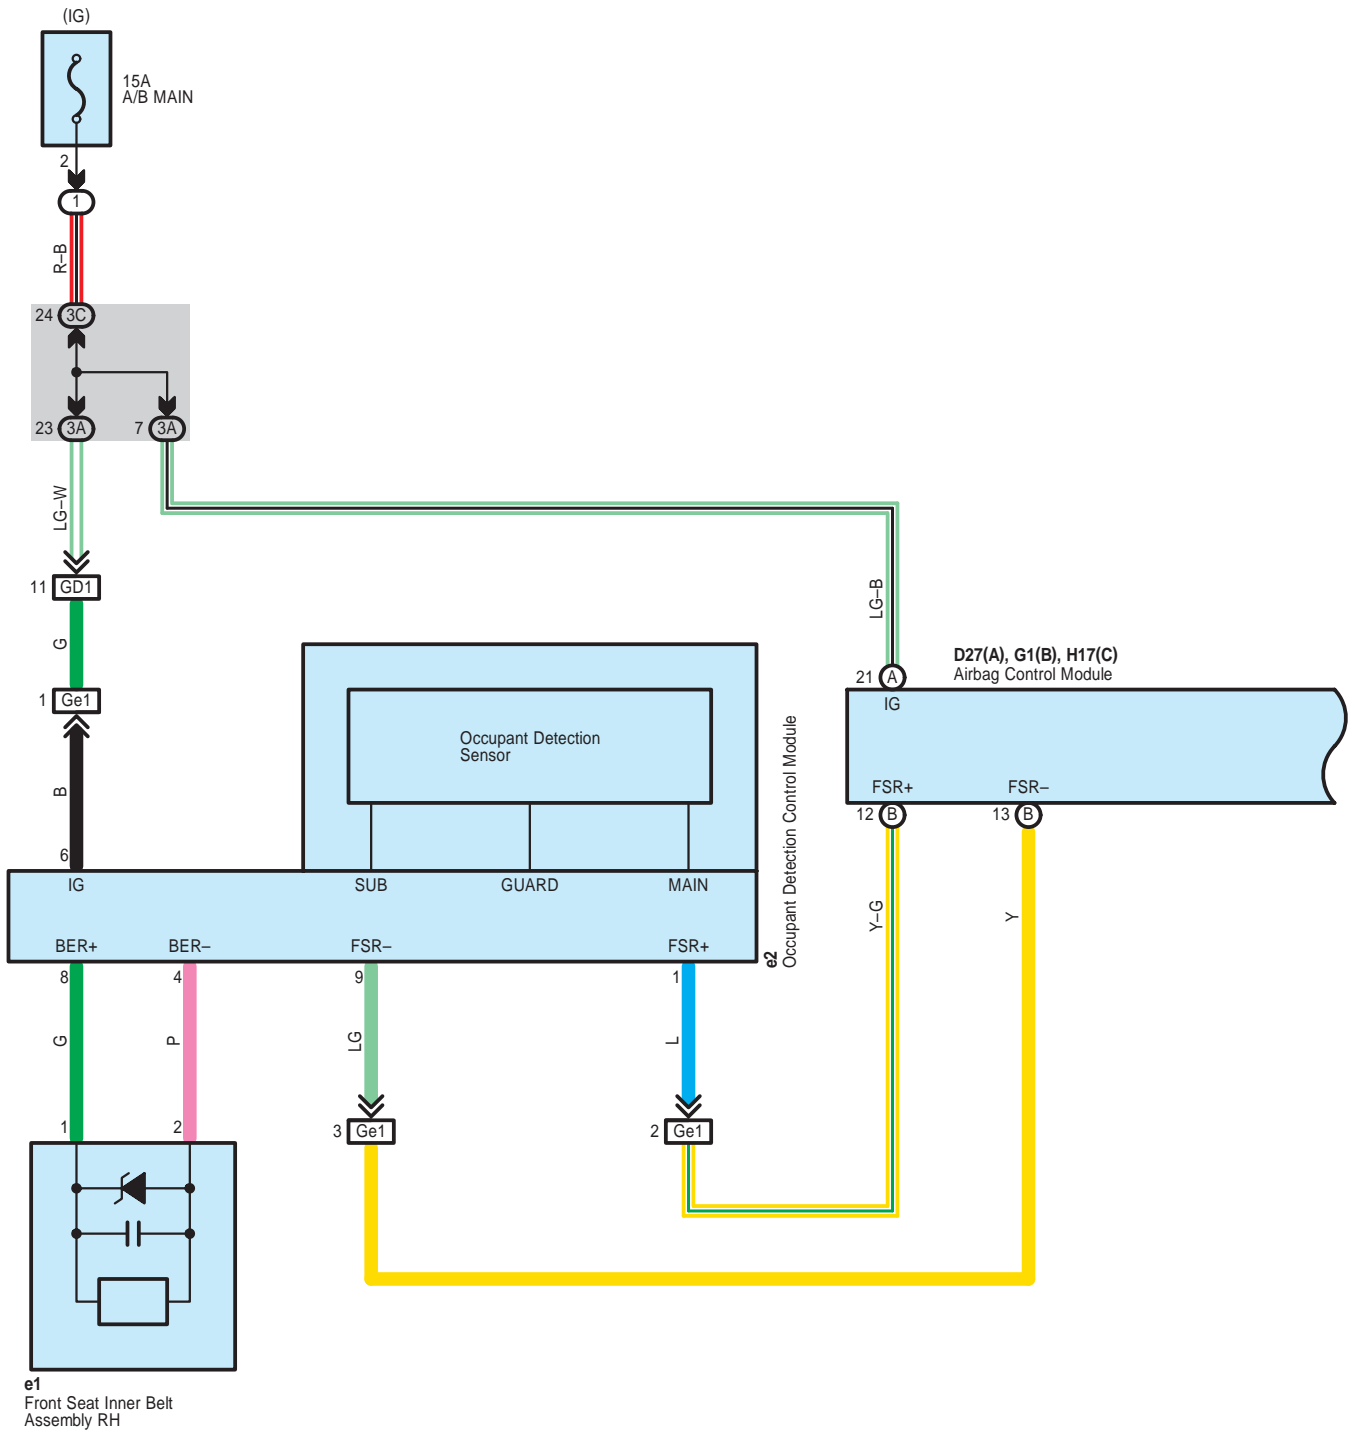 (IG)
15A
A/B MAIN
2
1
R–B
24 3C
23 3A
7 3A
LG–W
LG–B
11 GD1
G
1 Ge1
B
6
D27(A), G1(B), H17(C)
Airbag Control Module
21 A
IG
FSR+
FSR–
12 B
13 B
Occupant Detection
Sensor
IG
SUB
GUARD
MAIN
BER+
BER–
FSR–
FSR+
e2
Occupant Detection Control Module
8
4
9
1
G
P
LG
L
Y–G
Y
1
2
3 Ge1
2 Ge1
e1
Front Seat Inner Belt
Assembly RH